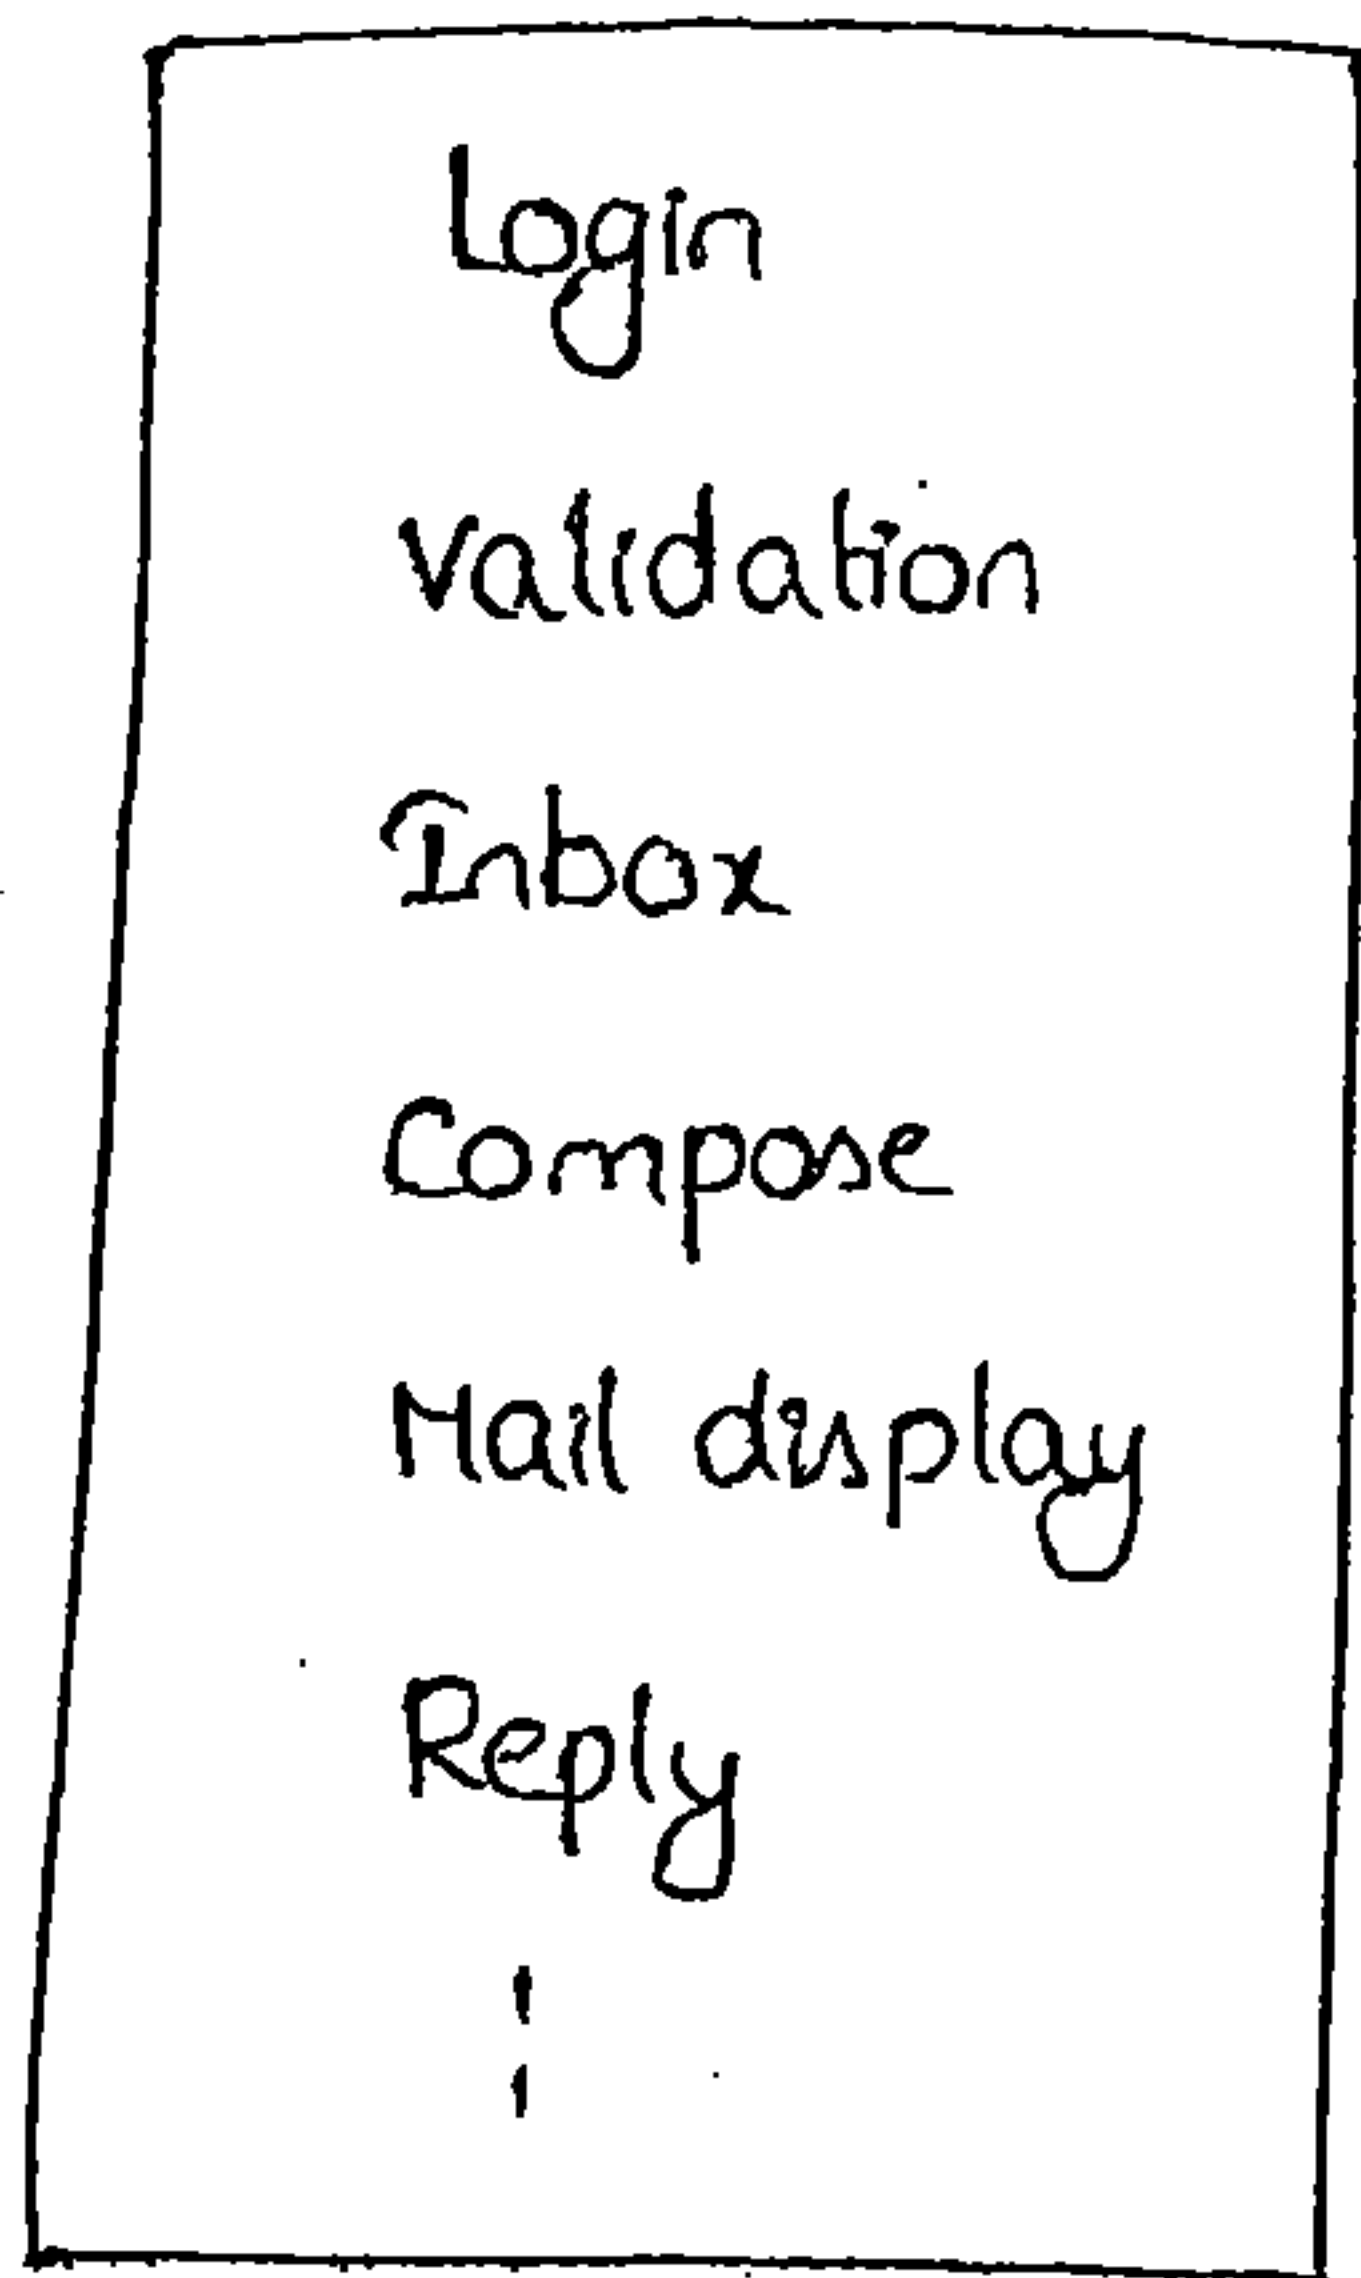 Login
Validation
Inbox
Compose
Mail display
Reply